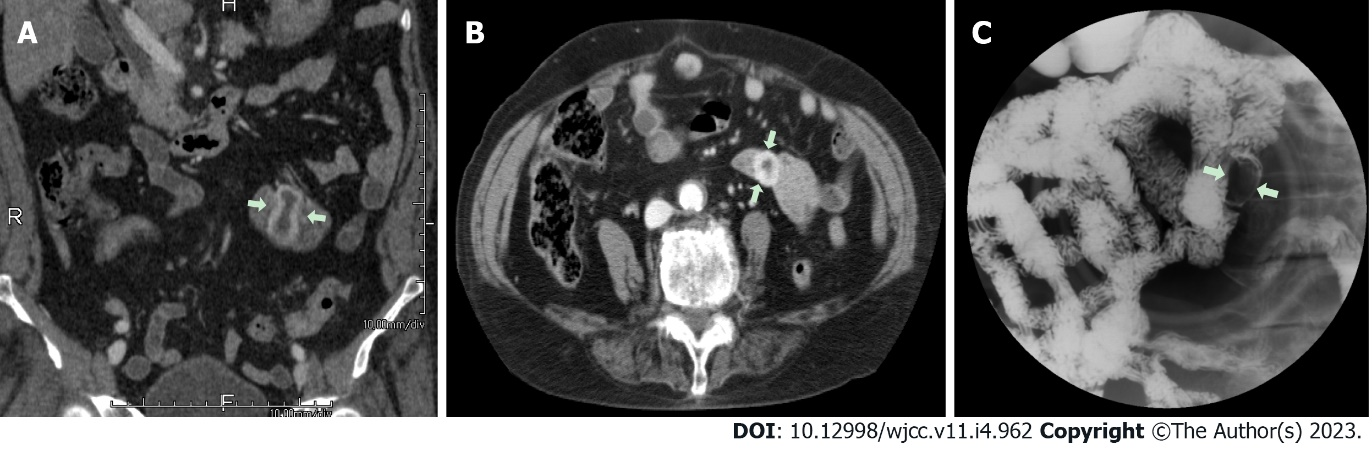 A
H
R
10.00mm/div
F
10.00mm/div
B
C
DOI: 10.12998/wjcc.v11.i4.962 Copyright ©The Author(s) 2023.